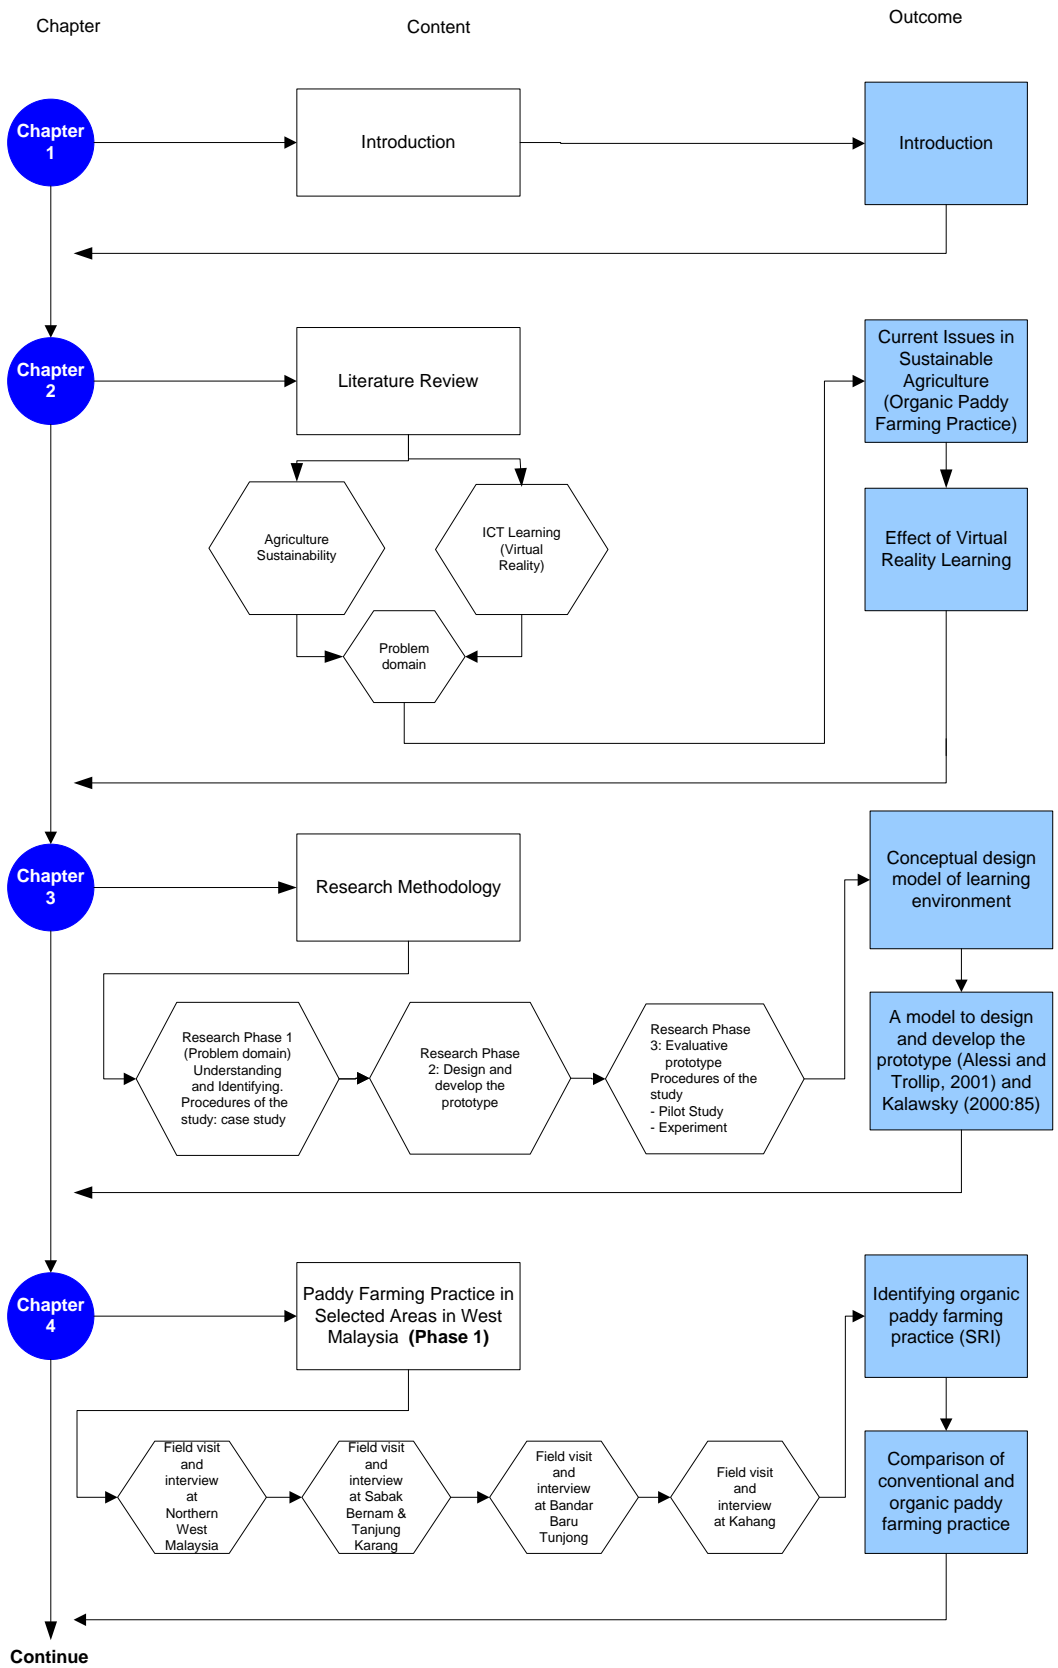 Chapter
Content
Outcome
Chapter
1
Introduction
Introduction
Chapter
2
Literature Review
Current Issues in
Sustainable
Agriculture
(Organic Paddy
Farming Practice)
Agriculture
Sustainability
ICT Learning
(Virtual
Reality)
Effect of Virtual
Reality Learning
Problem
domain
Chapter
3
Research Methodology
Conceptual design
model of learning
environment
Research Phase 1
(Problem domain)
Understanding
and Identifying.
Procedures of the
study: case study
Research Phase
2: Design and
develop the
prototype
Research Phase
3: Evaluative
prototype
Procedures of the
study
- Pilot Study
- Experiment
A model to design
and develop the
prototype (Alessi and
Trollip, 2001) and
Kalawsky (2000:85)
Chapter
4
Paddy Farming Practice in
Selected Areas in West
Malaysia (Phase 1)
Identifying organic
paddy farming
practice (SRI)
Field visit
and
interview
at
Northern
West
Malaysia
Field visit
and
interview
at Sabak
Bernam &
Tanjung
Karang
Field visit
and
interview
at Bandar
Baru
Tunjong
Field visit
and
interview
at Kahang
Comparison of
conventional and
organic paddy
farming practice
Continue